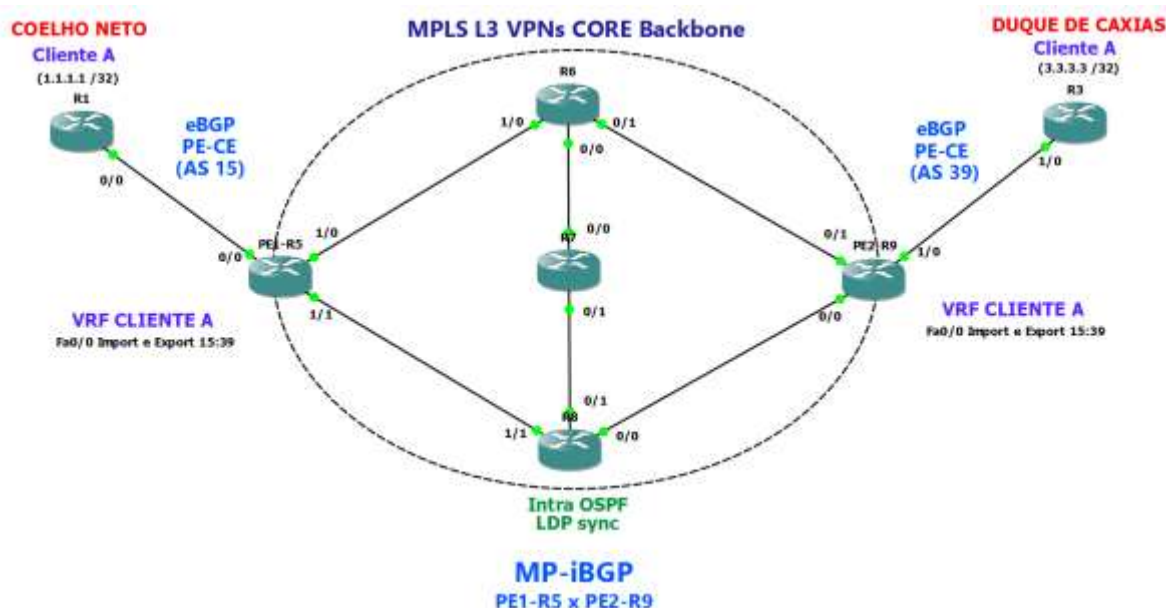 COELHO NETO
Cliente A
(1.1.1.1 /32)
R1
0/0
eBGP
PE-CE
(AS 15)
MPLS L3 VPNs CORE Backbone
R6
1/0
0/1
0/0
DUQUE DE CAXIAS
Cliente A
(3.3.3.3 /32)
R3
1/0
eBGP
PE-CE
(AS 39)
0/0
PE1-R5
1/0
1/1
VRF CLIENTE A
Fa0/0 Import e Export 15:39
0/0
R7
0/1
0/1
PE2-R9
1/0
0/0
VRF CLIENTE A
Fa0/0 Import e Export 15:39
0/1
R8
1/1
0/0
Intra OSPF
LDP sync
MP-iBGP
PE1-R5 x PE2-R9